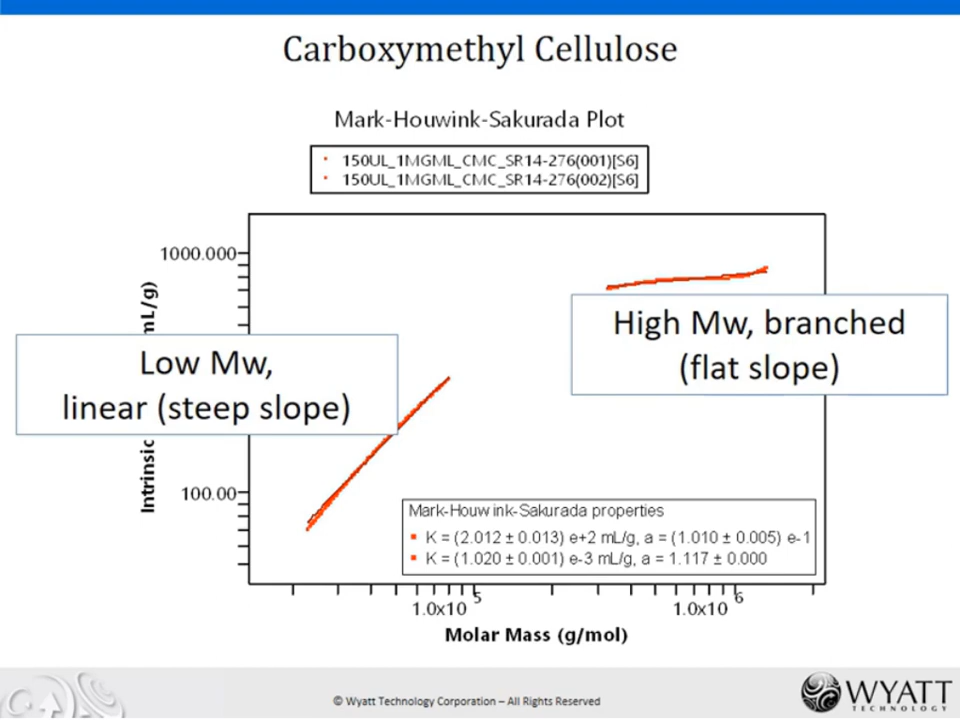 Carboxymethyl Cellulose
Mark-Houwink-Sakurada Plot
150UL_1MGML_CMC_SR14-276(001)[S6]
150UL_1MGML_CMC_SR14-276(002)[S6]
1000.000
High Mw, branched
(flat slope)
Low Mw,
linear (steep slope)
Intrinsic
mL/g)
100.00
Mark-Houwink-Sakurada properties
K = (2.012 ± 0.013) e+2 mL/g, a = (1.010 ± 0.005) e-1
K = (1.020 ± 0.001) e-3 mL/g, a = 1.117 ± 0.000
1.0x10 5
1.0x10 6
Molar Mass (g/mol)
© Wyatt Technology Corporation – All Rights Reserved
WYATT
TECHNOLOGY